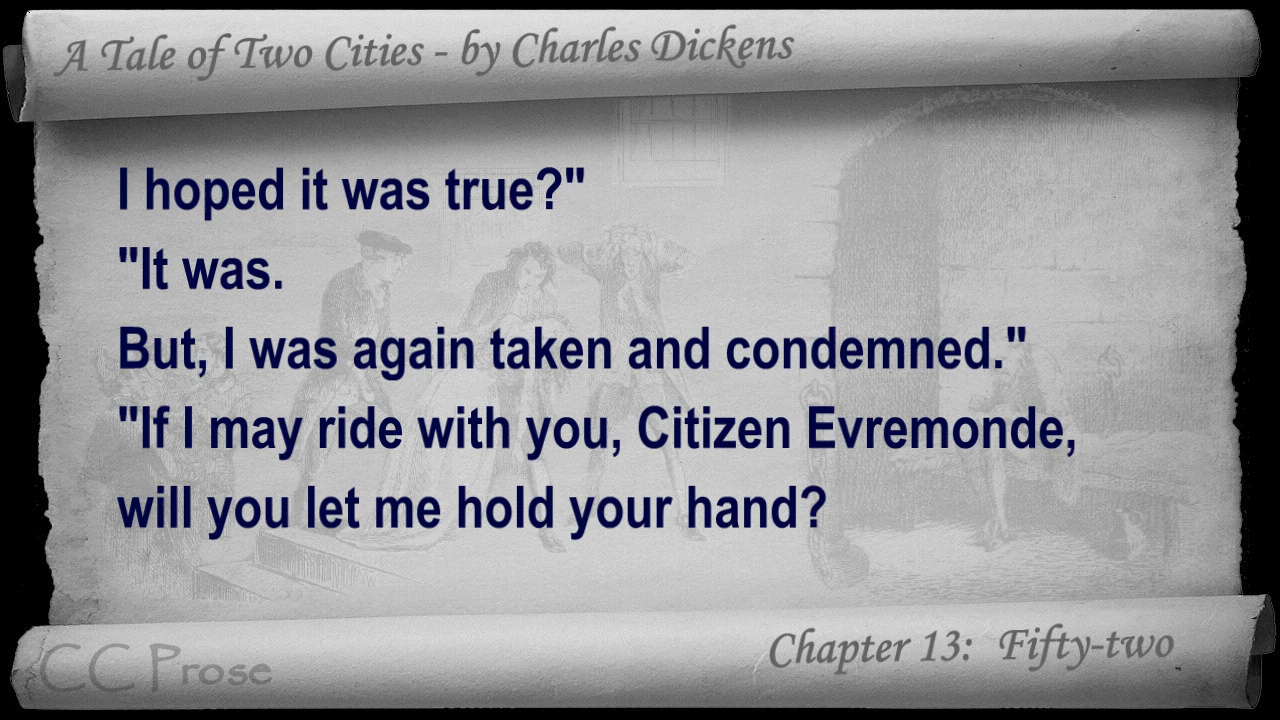 A Tale of Two Cities - by Charles Dickens
I hoped it was true?"
"It was.
But, I was again taken and condemned."
"If I may ride with you, Citizen Evremonde,
will you let me hold your hand?
Chapter 13: Fifty-two
CC Prose